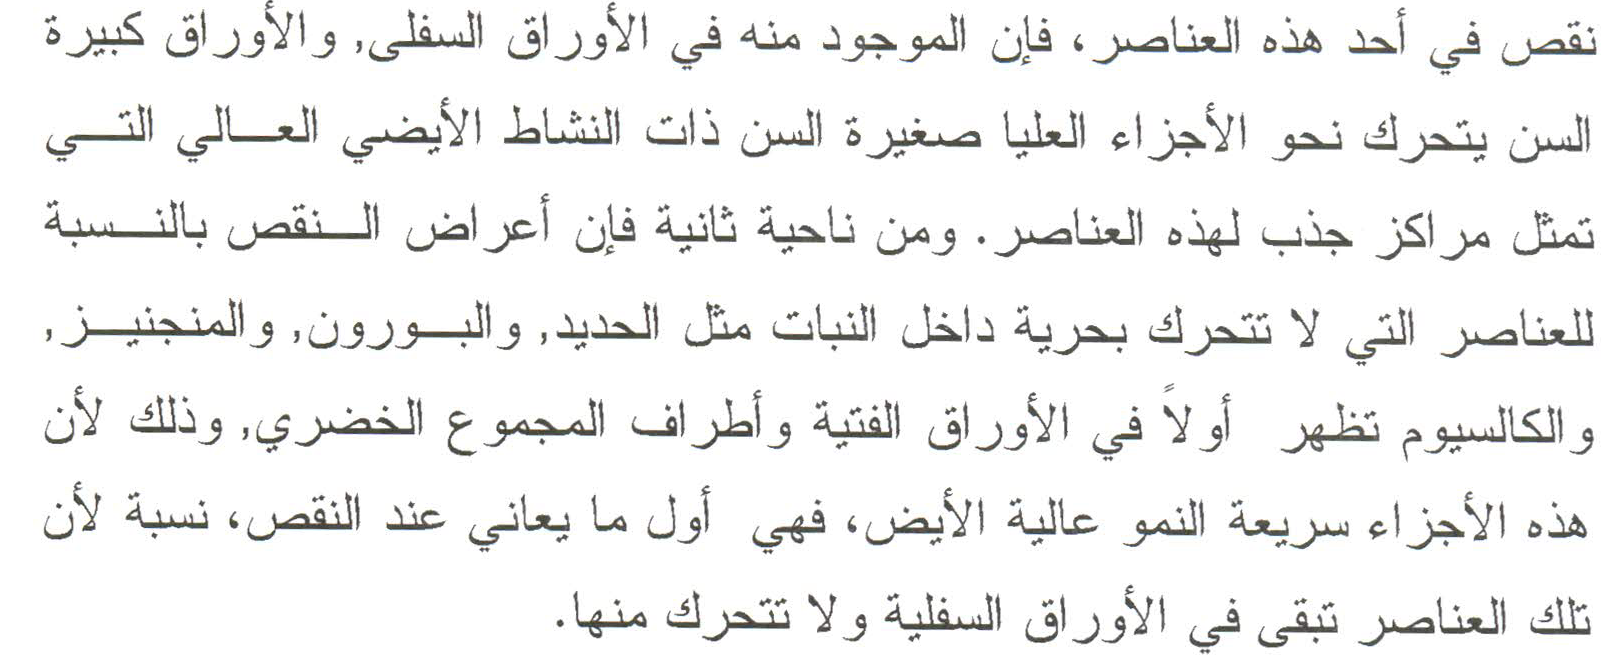 نقص في أحد هذه العناصر، فإن الموجود منه في الأوراق السفلى, والأوراق كبيرة
السن يتحرك نحو الأجزاء العليا صغيرة السن ذات النشاط الأيضي العالي التي
تمثل مراكز جذب لهذه العناصر. ومن ناحية ثانية فإن أعراض النقص بالنسبة
للعناصر التي لا تتحرك بحرية داخل النبات مثل الحديد, والبورون, والمنجنيز,
والكالسيوم تظهر أولاً في الأوراق الفتية وأطراف المجموع الخضري, وذلك لأن
هذه الأجزاء سريعة النمو عالية الأيض، فهي أول ما يعاني عند النقص، نسبة لأن
تلك العناصر تبقى في الأوراق السفلية ولا تتحرك منها.